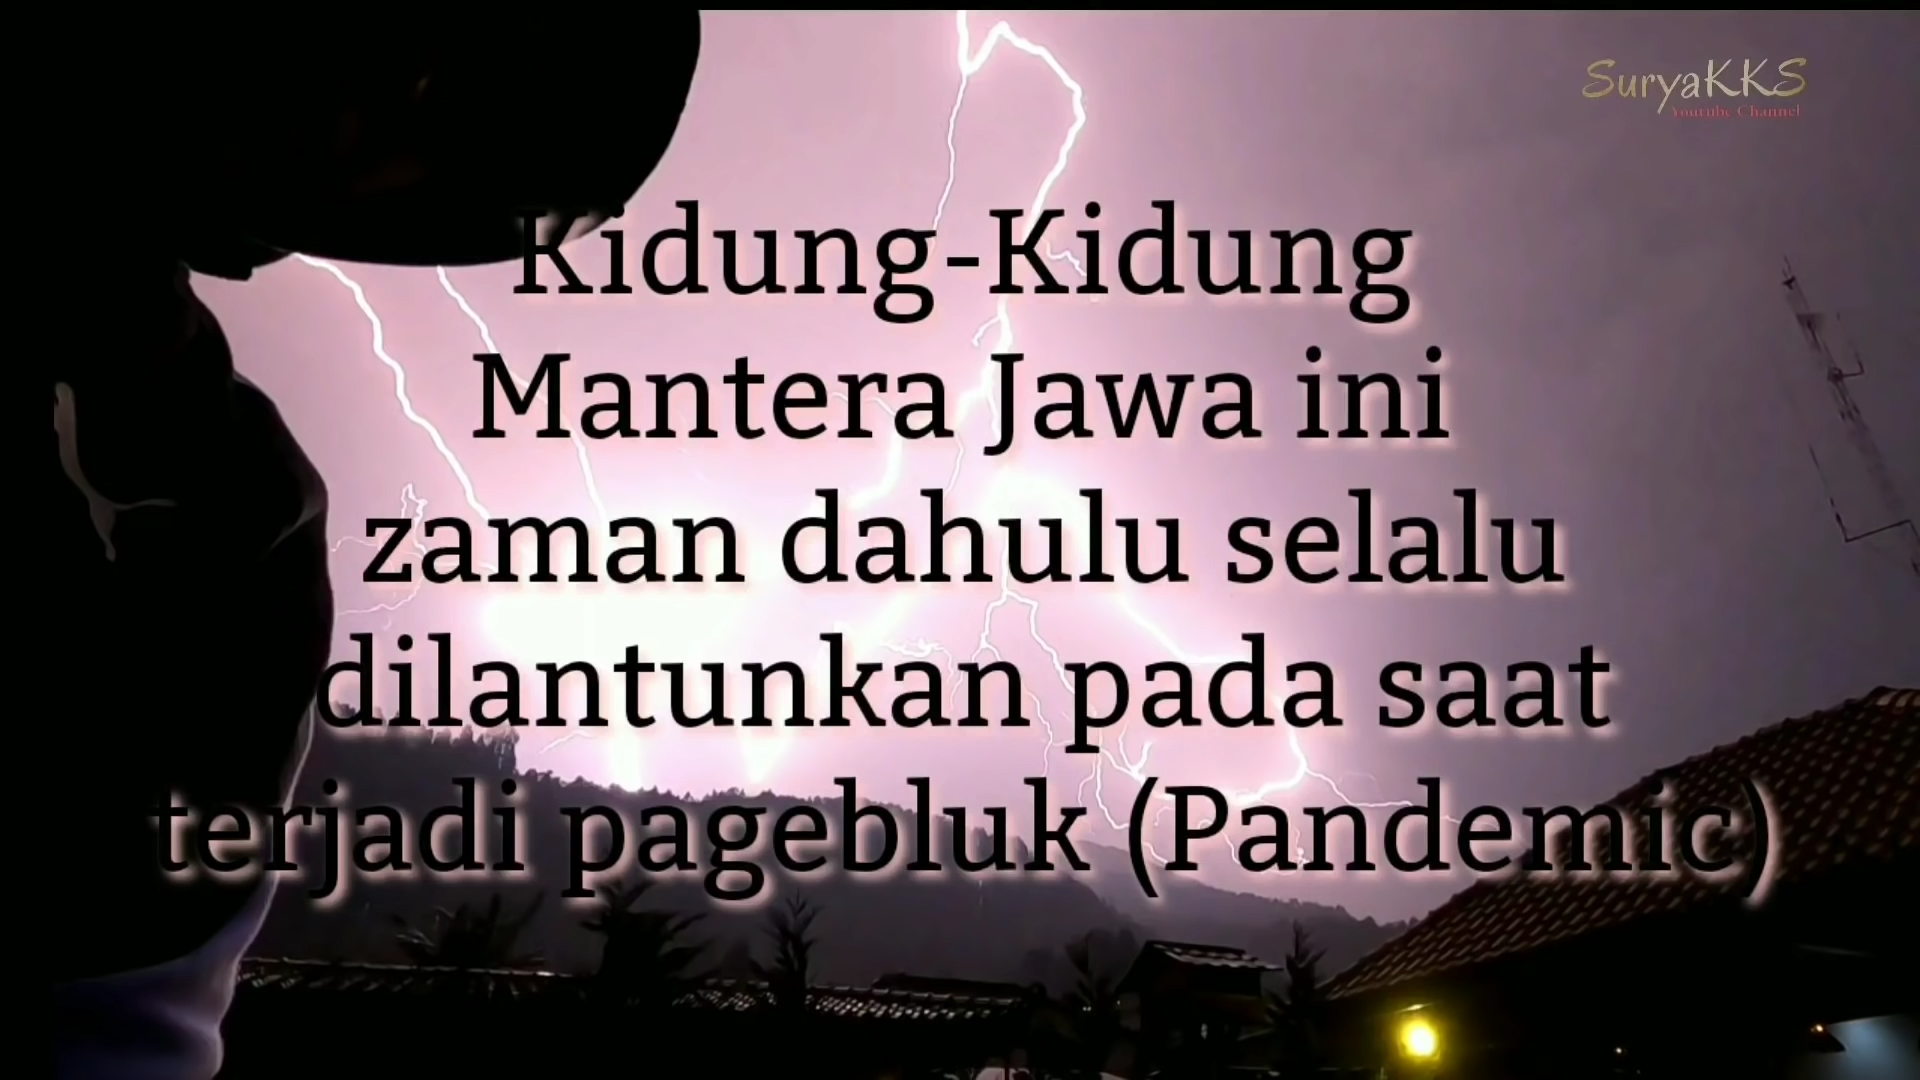 SuryaKKS
Youtube Channel
Kidung-Kidung
Mantera Jawa ini
zaman dahulu selalu
dilantunkan pada saat
terjadi pagebluk (Pandemic)